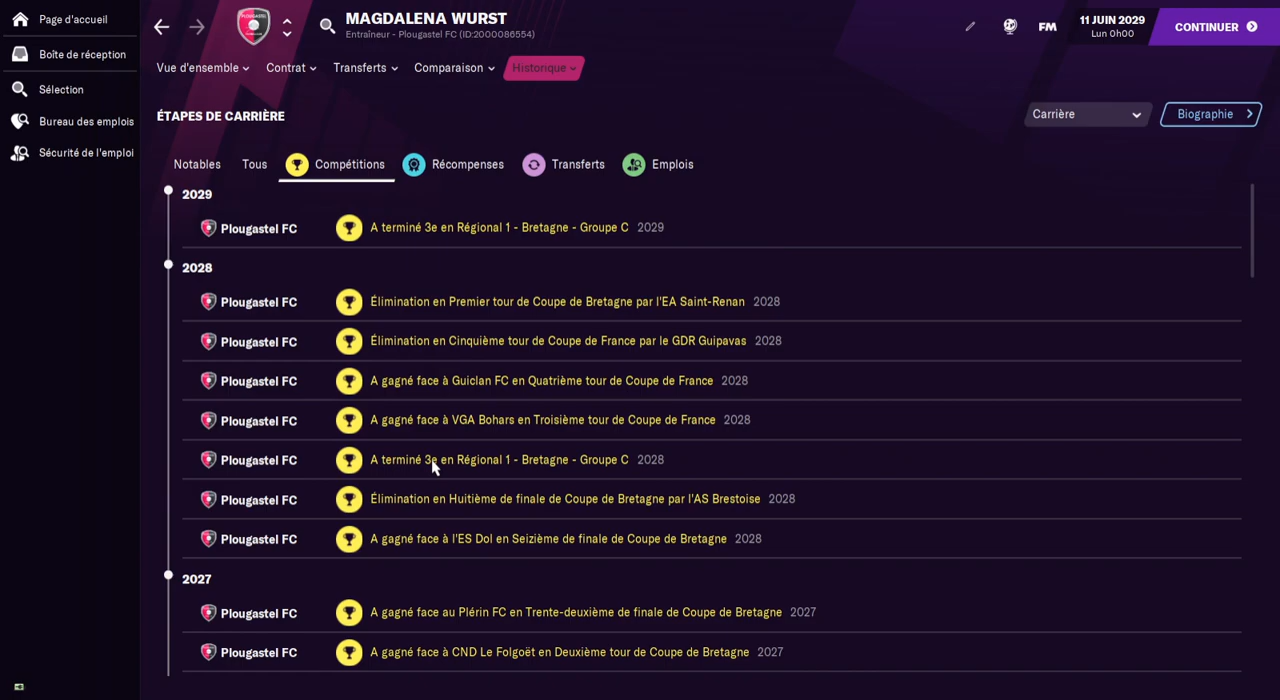 Page d'accueil
Boîte de réception
Sélection
Bureau des emplois
Sécurité de l'emploi
MAGDALENA WURST
Entraîneur - Plougastel FC (ID:2000086554)
FM
11 JUIN 2029
Lun 0h00
CONTINUER
Vue d'ensemble
Contrat
Transferts
Comparaison
Historique
ÉTAPES DE CARRIÈRE
Carrière
Biographie
Notables
Tous
Compétitions
Récompenses
Transferts
Emplois
2029
Plougastel FC A terminé 3e en Régional 1 - Bretagne - Groupe C 2029
2028
Plougastel FC Élimination en Premier tour de Coupe de Bretagne par l'EA Saint-Renan 2028
Plougastel FC Élimination en Cinquième tour de Coupe de France par le GDR Guipavas 2028
Plougastel FC A gagné face à Guiclan FC en Quatrième tour de Coupe de France 2028
Plougastel FC A gagné face à VGA Bohars en Troisième tour de Coupe de France 2028
Plougastel FC A terminé 3e en Régional 1 - Bretagne - Groupe C 2028
Plougastel FC Élimination en Huitième de finale de Coupe de Bretagne par l'AS Brestoise 2028
Plougastel FC A gagné face à l'ES Dol en Seizième de finale de Coupe de Bretagne 2028
2027
Plougastel FC A gagné face au Plérin FC en Trente-deuxième de finale de Coupe de Bretagne 2027
Plougastel FC A gagné face à CND Le Folgoët en Deuxième tour de Coupe de Bretagne 2027